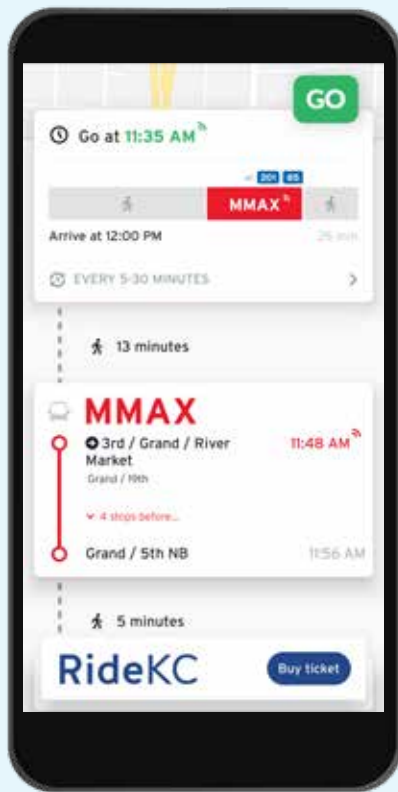 GO
Go at 11:35 AM
or 201 85
MMAX
Arrive at 12:00 PM 25 min
EVERY 5-30 MINUTES
13 minutes
MMAX
3rd / Grand / River 11:48 AM
Market
Grand / 19th
4 stops before...
Grand / 5th NB 11:56 AM
5 minutes
RideKC Buy ticket